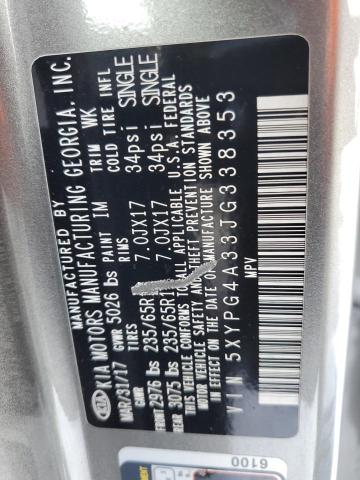 MANUFACTURED BY
KIA MOTORS MANUFACTURING GEORGIA, INC.
KIA
MAR/31/17 PAINT IM TRIM WK
GVWR 5026 lbs
GAWR TIRES RIMS COLD TIRE INFL
FRONT 2976 lbs 235/65R17 7.0JX17 34psi SINGLE
REAR 3075 lbs 235/65R17 7.0JX17 34psi SINGLE
THIS VEHICLE CONFORMS TO ALL APPLICABLE U.S.A. FEDERAL
MOTOR VEHICLE SAFETY AND THEFT PREVENTION STANDARDS
IN EFFECT ON THE DATE OF MANUFACTURE SHOWN ABOVE
VIN 5XYPG4A33JG338353
MPV
6100